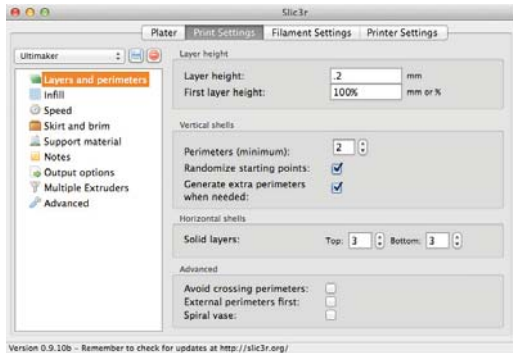 Slic3r
Plater Print Settings Filament Settings Printer Settings
Ultimaker
Layers and perimeters
Infill
Speed
Skirt and brim
Support material
Notes
Output options
Multiple Extruders
Advanced
Layer height
Layer height: .2 mm
First layer height: 100% mm or %
Vertical shells
Perimeters (minimum): 2
Randomize starting points:
Generate extra perimeters
when needed:
Horizontal shells
Solid layers: Top: 3 Bottom: 3
Advanced
Avoid crossing perimeters:
External perimeters first:
Spiral vase:
Version 0.9.10b – Remember to check for updates at http://slic3r.org/